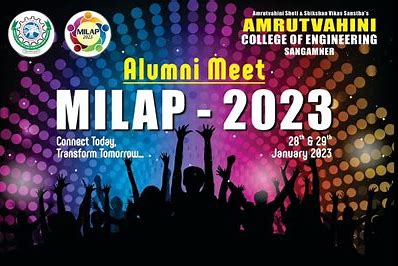 Amrutvahini Sheti & Shikshan Vikas Sanstha's
AMRUTVAHINI
COLLEGE OF ENGINEERING
SANGAMNER
MILAP
2023
Alumni Meet
MILAP - 2023
Connect Today,
Transform Tomorrow...
28th & 29th
January 2023